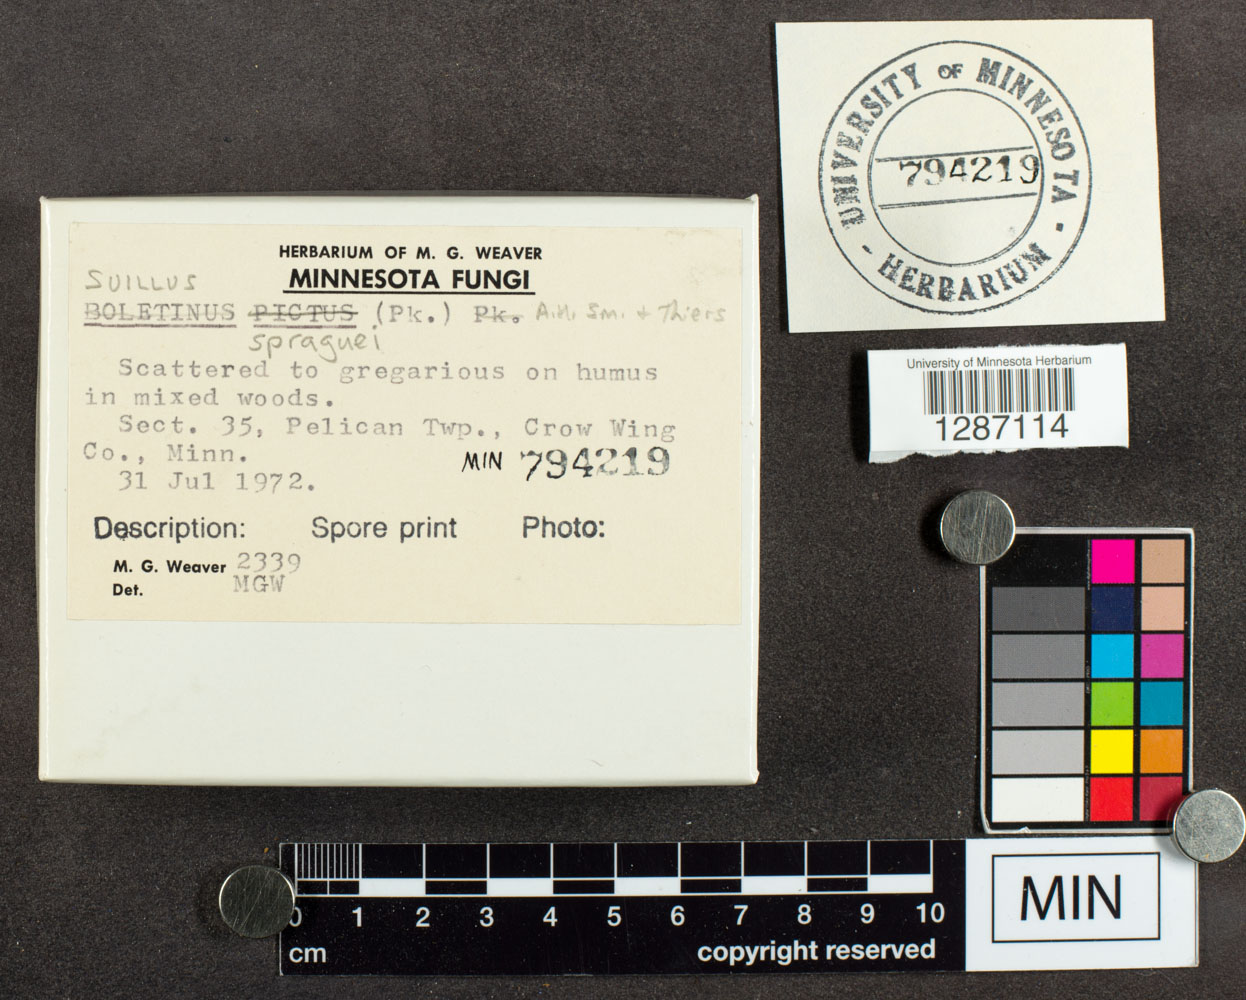 HERBARIUM OF M. G. WEAVER
MINNESOTA FUNGI
SUILLUS
BOLETINUS PICTUS (Pk.) Pk. A.H. Sm. + Thiers
spraguei
Scattered to gregarious on humus
in mixed woods.
Sect. 35, Pelican Twp., Crow Wing
Co., Minn.
MIN 794219
31 Jul 1972.
Description: Spore print Photo:
M. G. Weaver 2339
Det. MGW
UNIVERSITY OF MINNESOTA
794219
- HERBARIUM -
University of Minnesota Herbarium
1287114
0 1 2 3 4 5 6 7 8 9 10
cm
copyright reserved
MIN